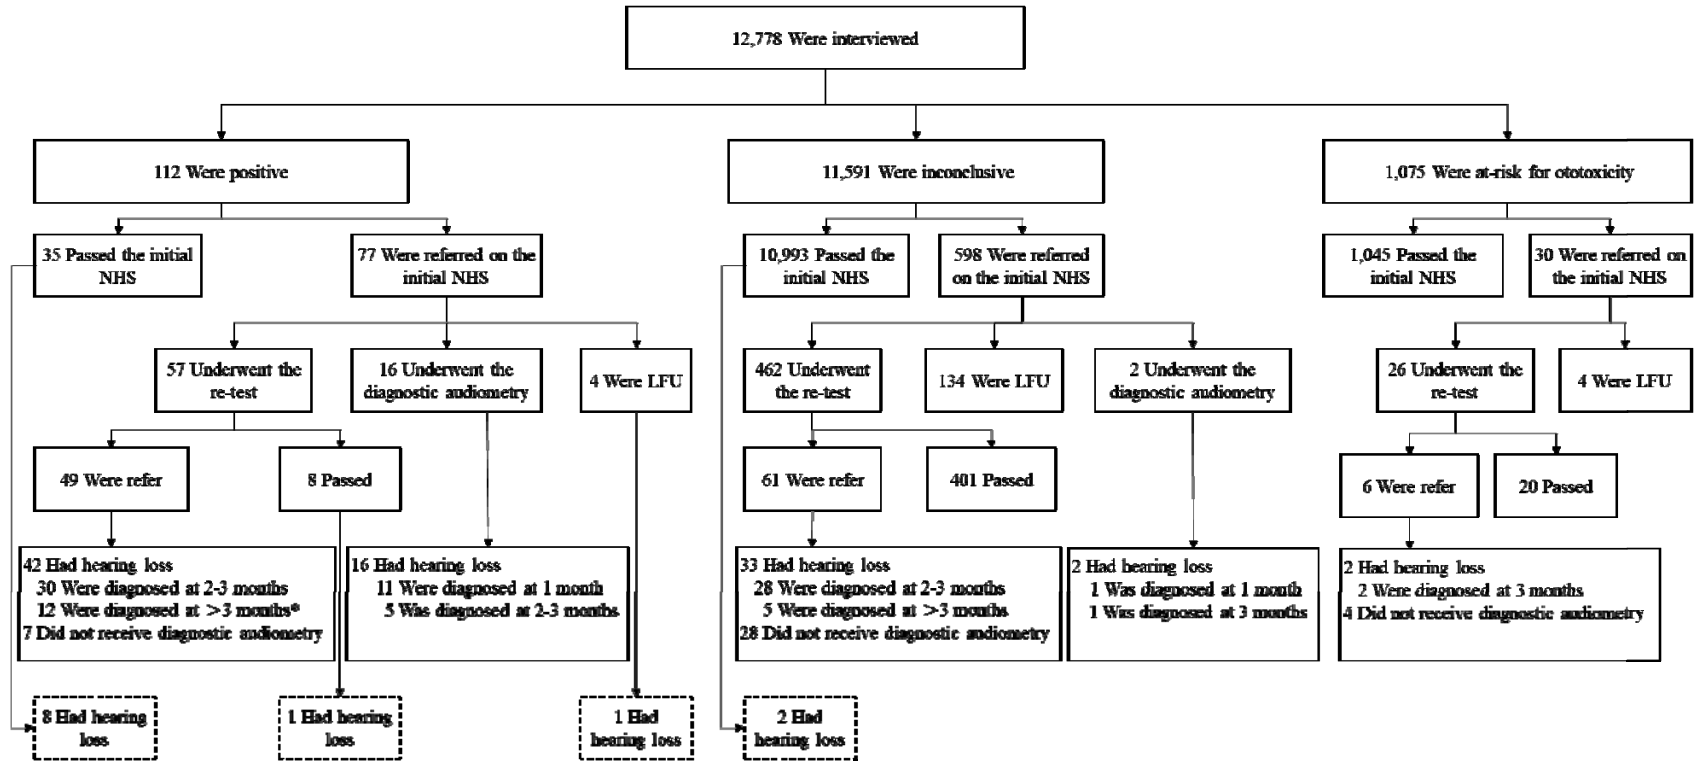 12,778 Were interviewed
112 Were positive
11,591 Were inconclusive
1,075 Were at-risk for ototoxicity
35 Passed the initial
NHS
77 Were referred on the
initial NHS
10,993 Passed the
initial NHS
598 Were referred
on the initial NHS
1,045 Passed the
initial NHS
30 Were referred on
the initial NHS
57 Underwent the
re-test
16 Underwent the
diagnostic audiometry
4 Were LFU
462 Underwent
the re-test
134 Were LFU
2 Underwent the
diagnostic audiometry
26 Underwent the
re-test
4 Were LFU
49 Were refer
8 Passed
61 Were refer
401 Passed
6 Were refer
20 Passed
42 Had hearing loss
30 Were diagnosed at 2-3 months
12 Were diagnosed at >3 months*
7 Did not receive diagnostic audiometry
16 Had hearing loss
11 Were diagnosed at 1 month
5 Was diagnosed at 2-3 months
33 Had hearing loss
28 Were diagnosed at 2-3 months
5 Were diagnosed at >3 months
28 Did not receive diagnostic audiometry
2 Had hearing loss
1 Was diagnosed at 1 month
1 Was diagnosed at 3 months
2 Had hearing loss
2 Were diagnosed at 3 months
4 Did not receive diagnostic audiometry
8 Had hearing
loss
1 Had hearing
loss
1 Had
hearing loss
2 Had
hearing loss